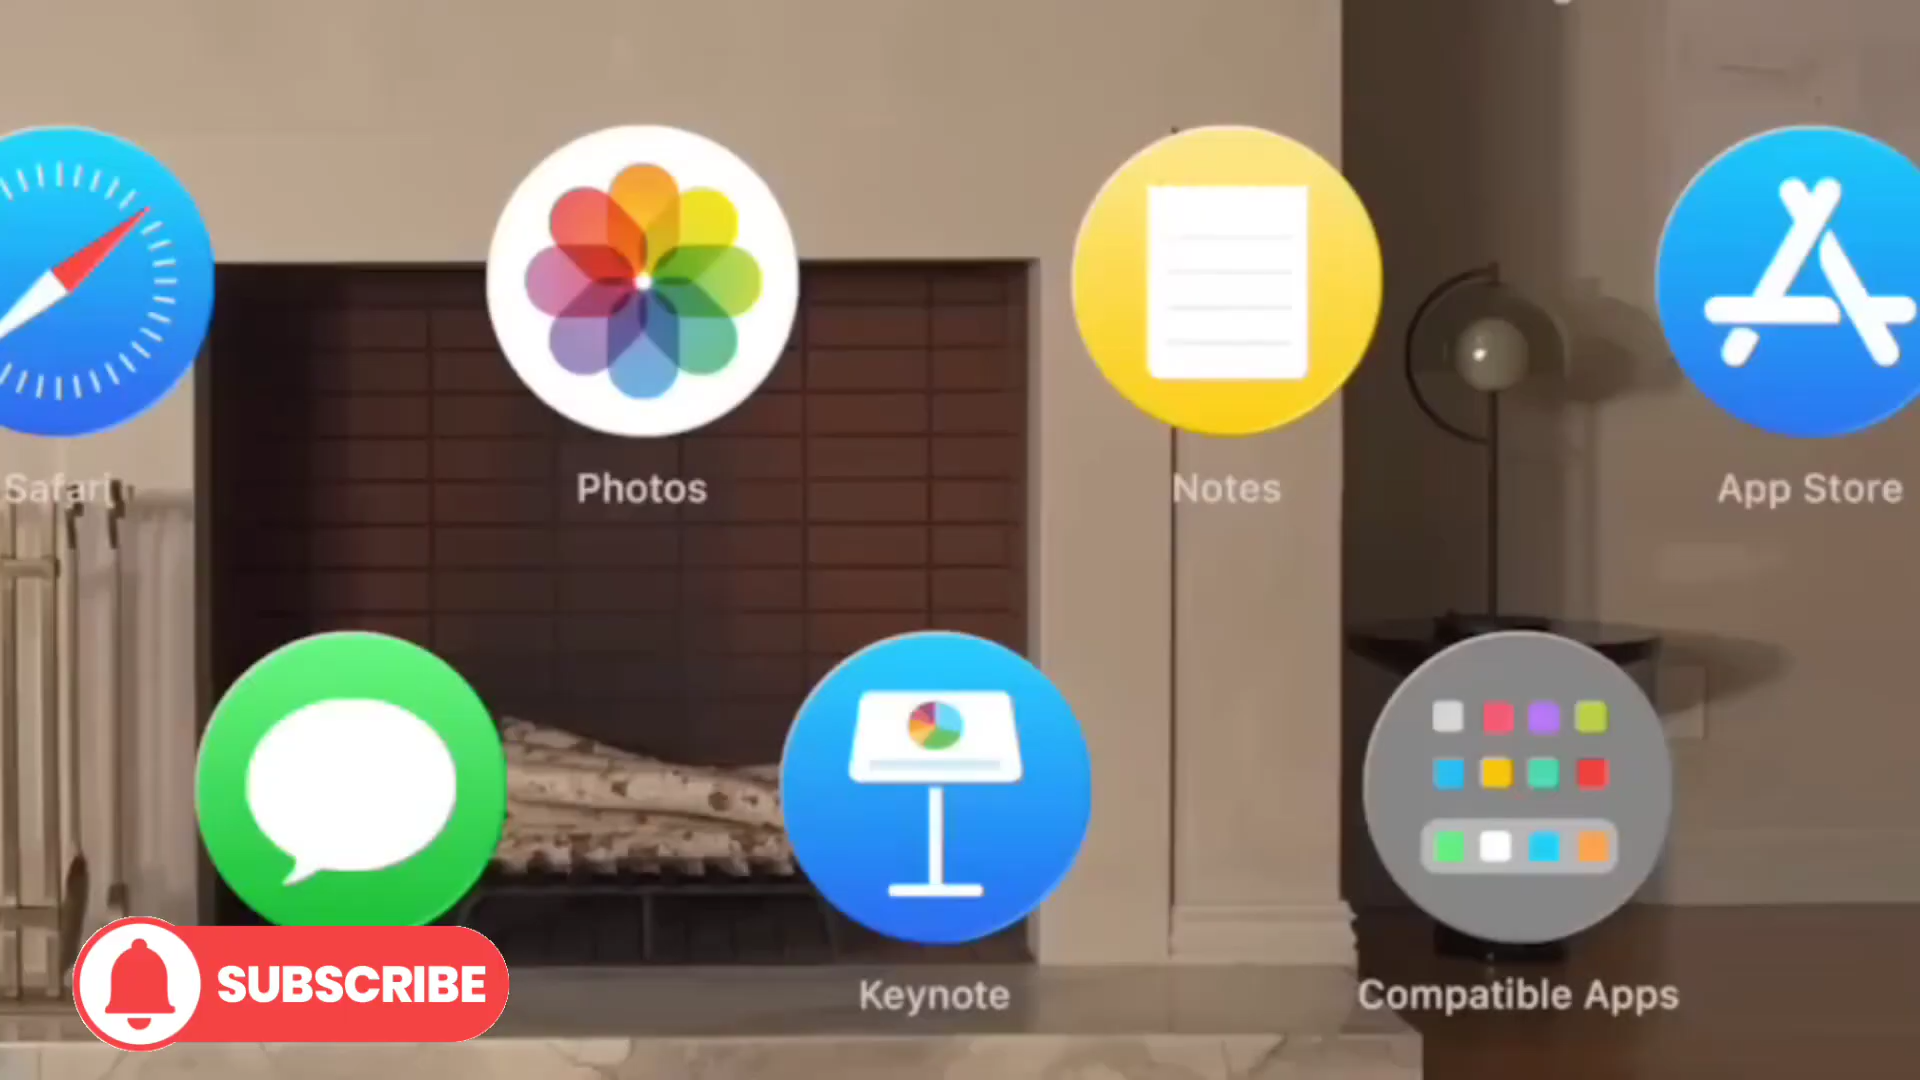 Safari
Photos
Notes
App Store
Keynote
Compatible Apps
SUBSCRIBE